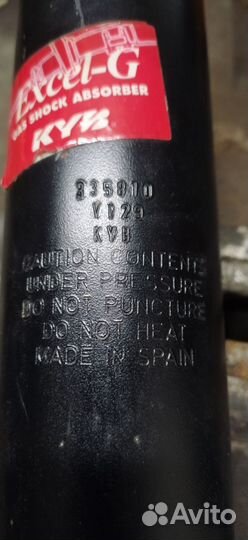 Excel-G
GAS SHOCK ABSORBER
KYB
335810
KYB
CAUTION CONTENTS
UNDER PRESSURE
DO NOT PUNCTURE
DO NOT HEAT
MADE IN SPAIN
Avito